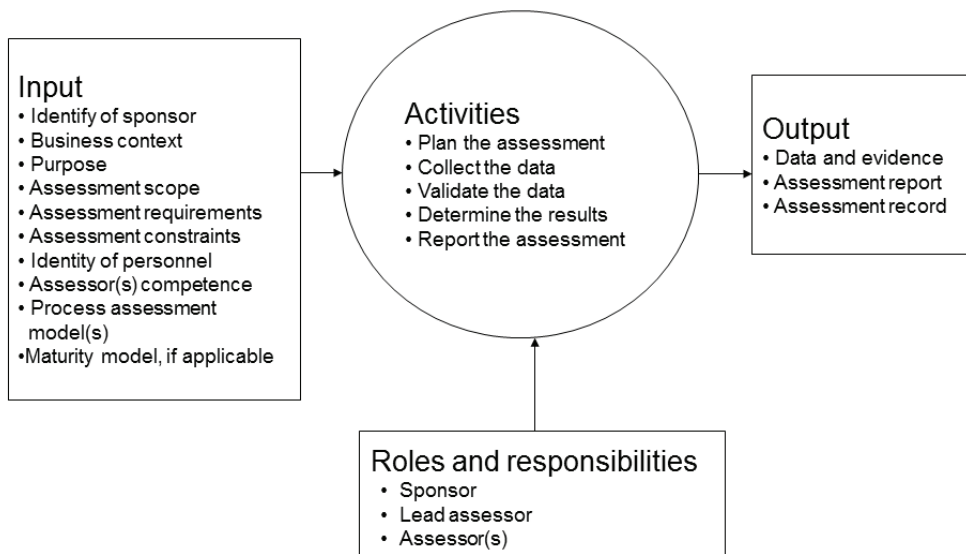 Input
• Identify of sponsor
• Business context
• Purpose
• Assessment scope
• Assessment requirements
• Assessment constraints
• Identity of personnel
• Assessor(s) competence
• Process assessment
model(s)
•Maturity model, if applicable
Activities
• Plan the assessment
• Collect the data
• Validate the data
• Determine the results
• Report the assessment
Output
• Data and evidence
• Assessment report
• Assessment record
Roles and responsibilities
• Sponsor
• Lead assessor
• Assessor(s)